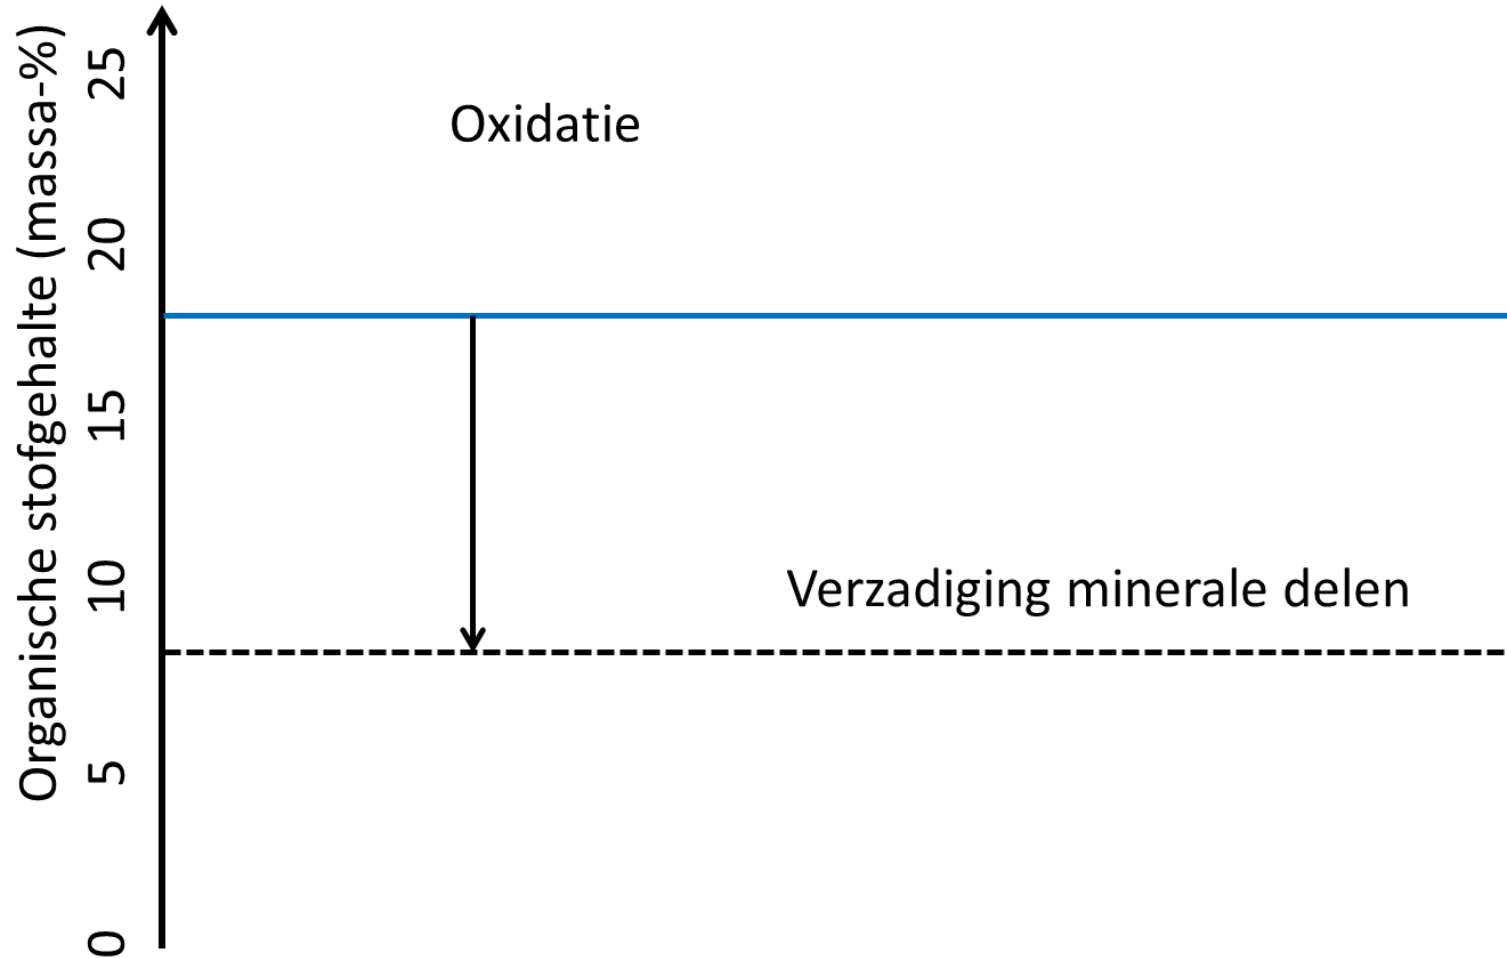 Organische stofgehalte (massa-%)
25
20
15
10
5
0
Oxidatie
Verzadiging minerale delen